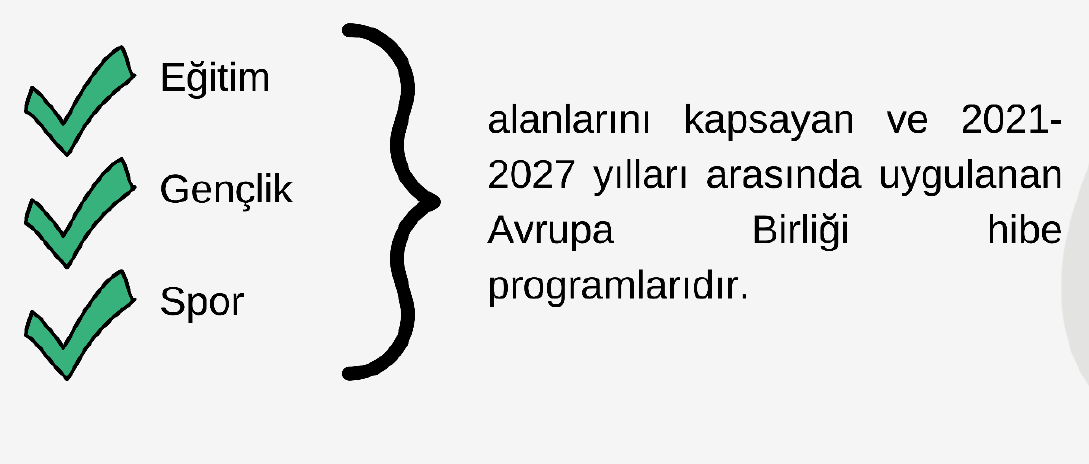 Eğitim
Gençlik
Spor
alanlarını kapsayan ve 2021-
2027 yılları arasında uygulanan
Avrupa Birliği hibe
programlarıdır.